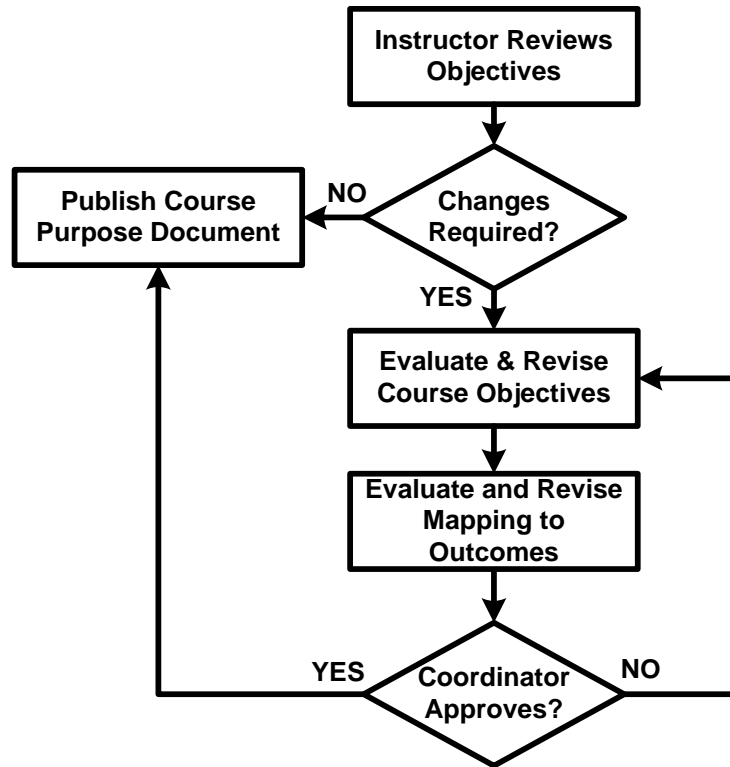 Instructor Reviews
Objectives
NO
Changes
Required?
Publish Course
Purpose Document
YES
Evaluate & Revise
Course Objectives
Evaluate and Revise
Mapping to
Outcomes
YES
Coordinator
Approves?
NO